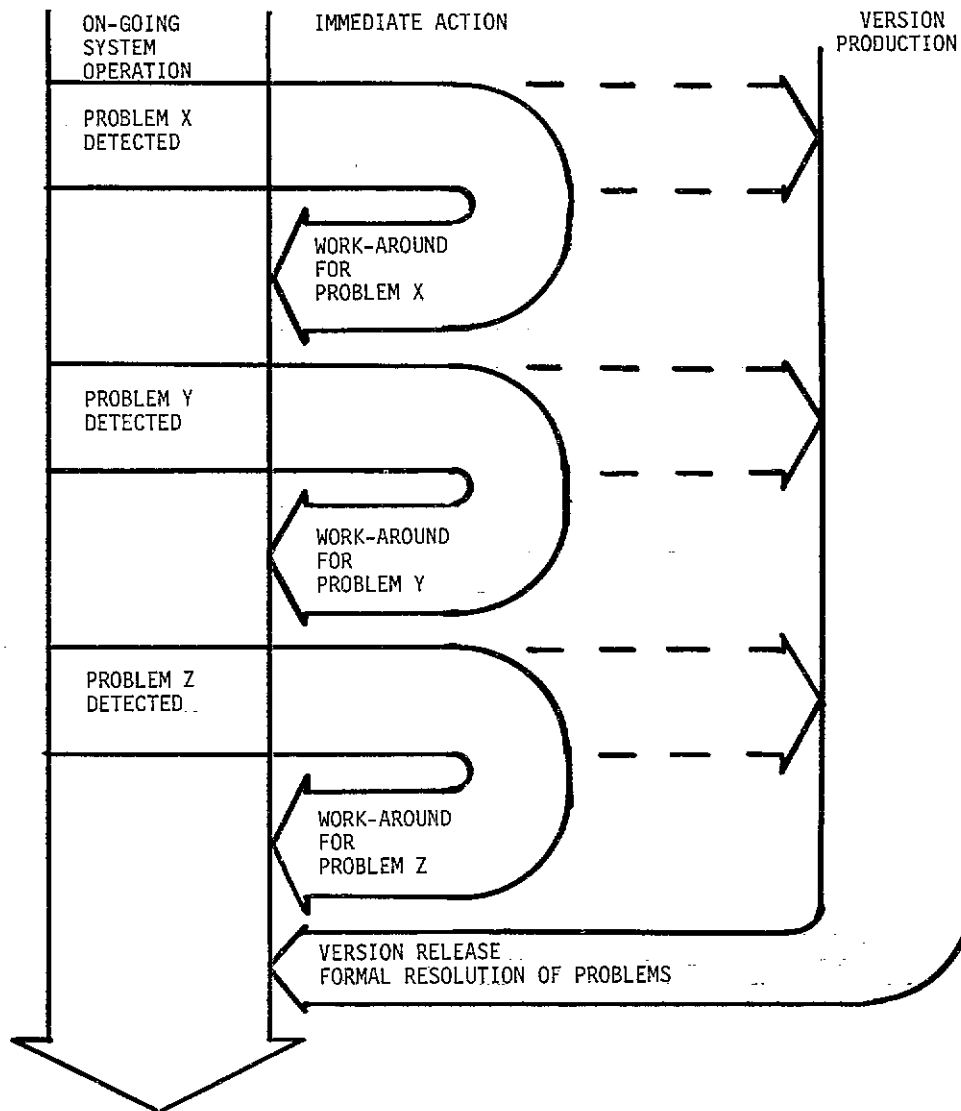 ON-GOING
SYSTEM
OPERATION
IMMEDIATE ACTION
VERSION
PRODUCTION
PROBLEM X
DETECTED
WORK-AROUND
FOR
PROBLEM X
PROBLEM Y
DETECTED
WORK-AROUND
FOR
PROBLEM Y
PROBLEM Z
DETECTED
WORK-AROUND
FOR
PROBLEM Z
VERSION RELEASE
FORMAL RESOLUTION OF PROBLEMS